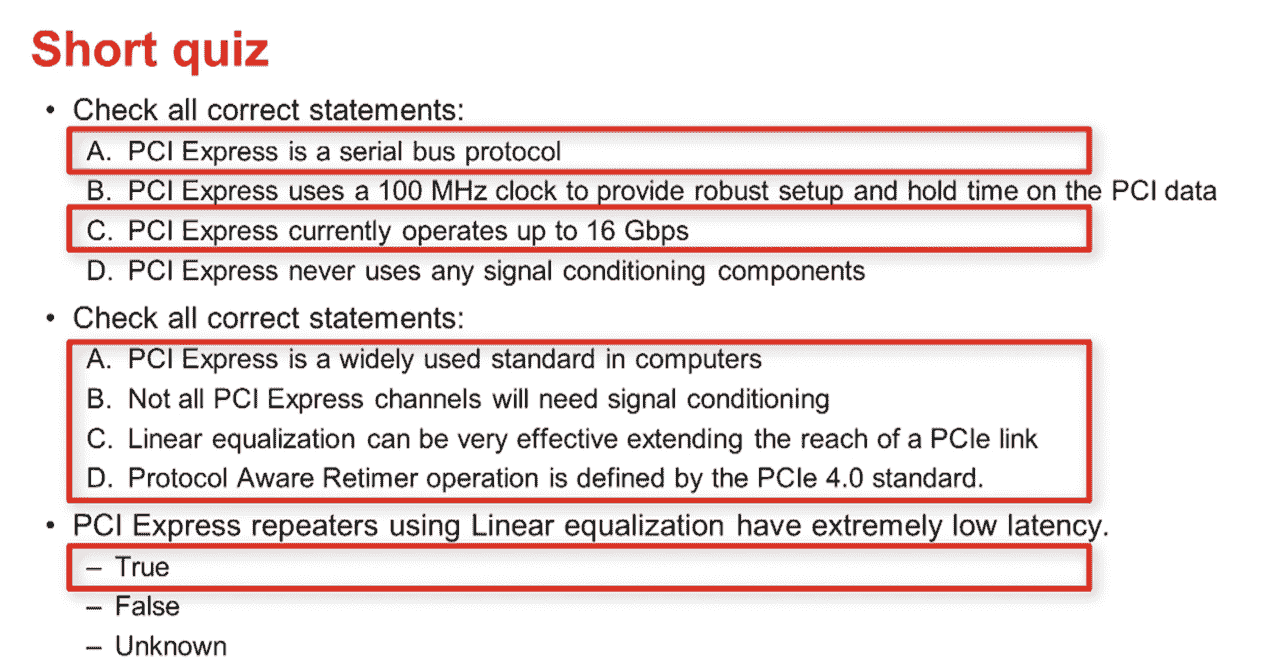 Short quiz
• Check all correct statements:
A. PCI Express is a serial bus protocol
B. PCI Express uses a 100 MHz clock to provide robust setup and hold time on the PCI data
C. PCI Express currently operates up to 16 Gbps
D. PCI Express never uses any signal conditioning components
• Check all correct statements:
A. PCI Express is a widely used standard in computers
B. Not all PCI Express channels will need signal conditioning
C. Linear equalization can be very effective extending the reach of a PCIe link
D. Protocol Aware Retimer operation is defined by the PCIe 4.0 standard.
• PCI Express repeaters using Linear equalization have extremely low latency.
– True
– False
– Unknown